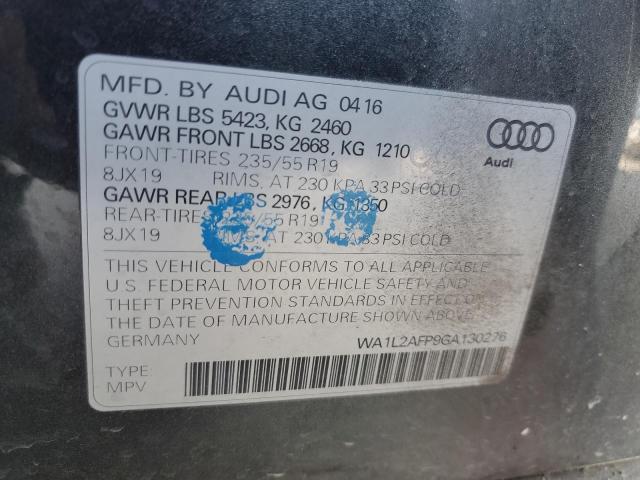 MFD. BY AUDI AG 04 16
GVWR LBS 5423, KG 2460
GAWR FRONT LBS 2668, KG 1210
FRONT-TIRES 235/55 R19
8JX19 RIMS, AT 230 KPA 33 PSI COLD
GAWR REAR LBS 2976, KG 1350
REAR-TIRES 235/55 R19
8JX19 RIMS, AT 230 KPA 33 PSI COLD
THIS VEHICLE CONFORMS TO ALL APPLICABLE
U.S. FEDERAL MOTOR VEHICLE SAFETY AND
THEFT PREVENTION STANDARDS IN EFFECT ON
THE DATE OF MANUFACTURE SHOWN ABOVE.
GERMANY
WA1L2AFP9GA130276
TYPE:
MPV
Audi